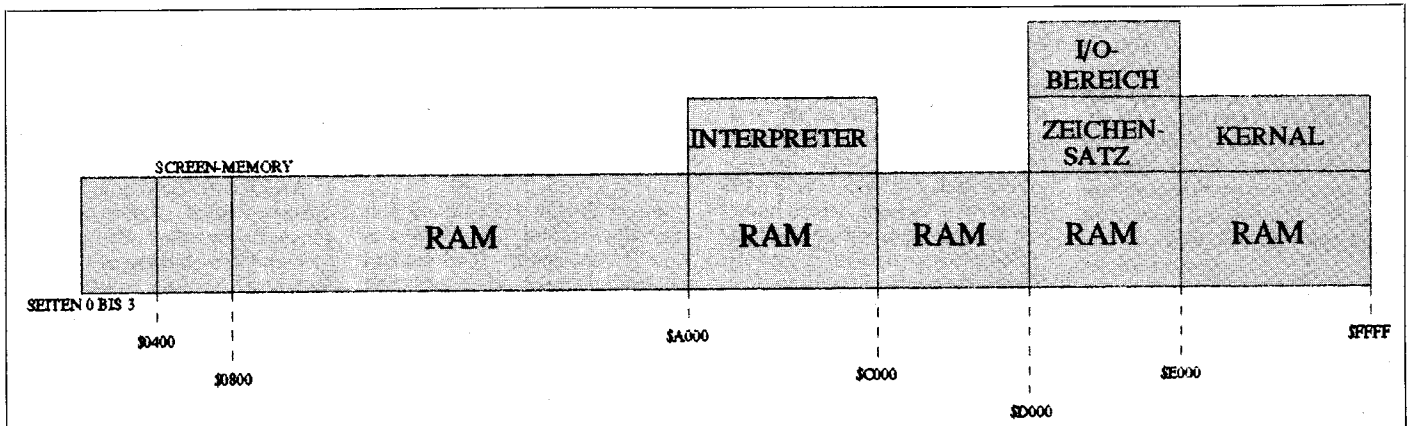 I/O-
BEREICH
INTERPRETER
ZEICHEN-
SATZ
KERNAL
SCREEN-MEMORY
RAM
RAM
RAM
RAM
RAM
SEITEN 0 BIS 3
$0400
$0800
$A000
$C000
$D000
$E000
$FFFF